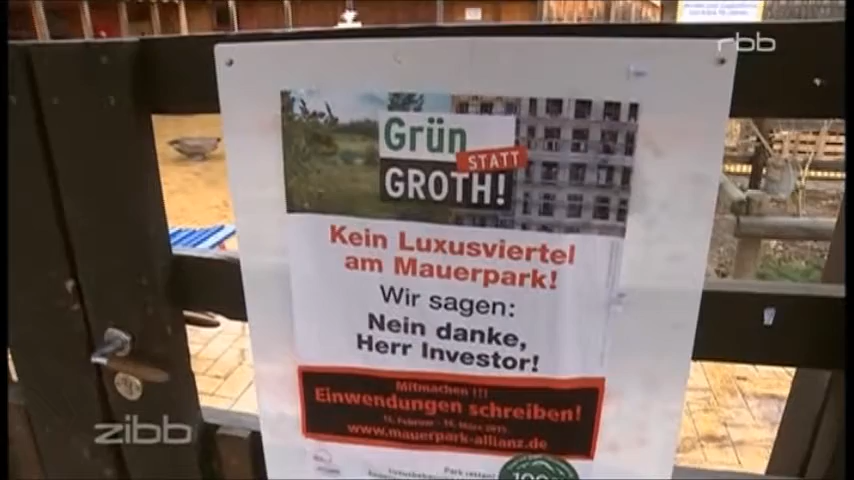 rbb
Grün
STATT
GROTH!
Kein Luxusviertel
am Mauerpark!
Wir sagen:
Nein danke,
Herr Investor!
Mitmachen !!!
Einwendungen schreiben!
www.mauerpark-allianz.de
zibb